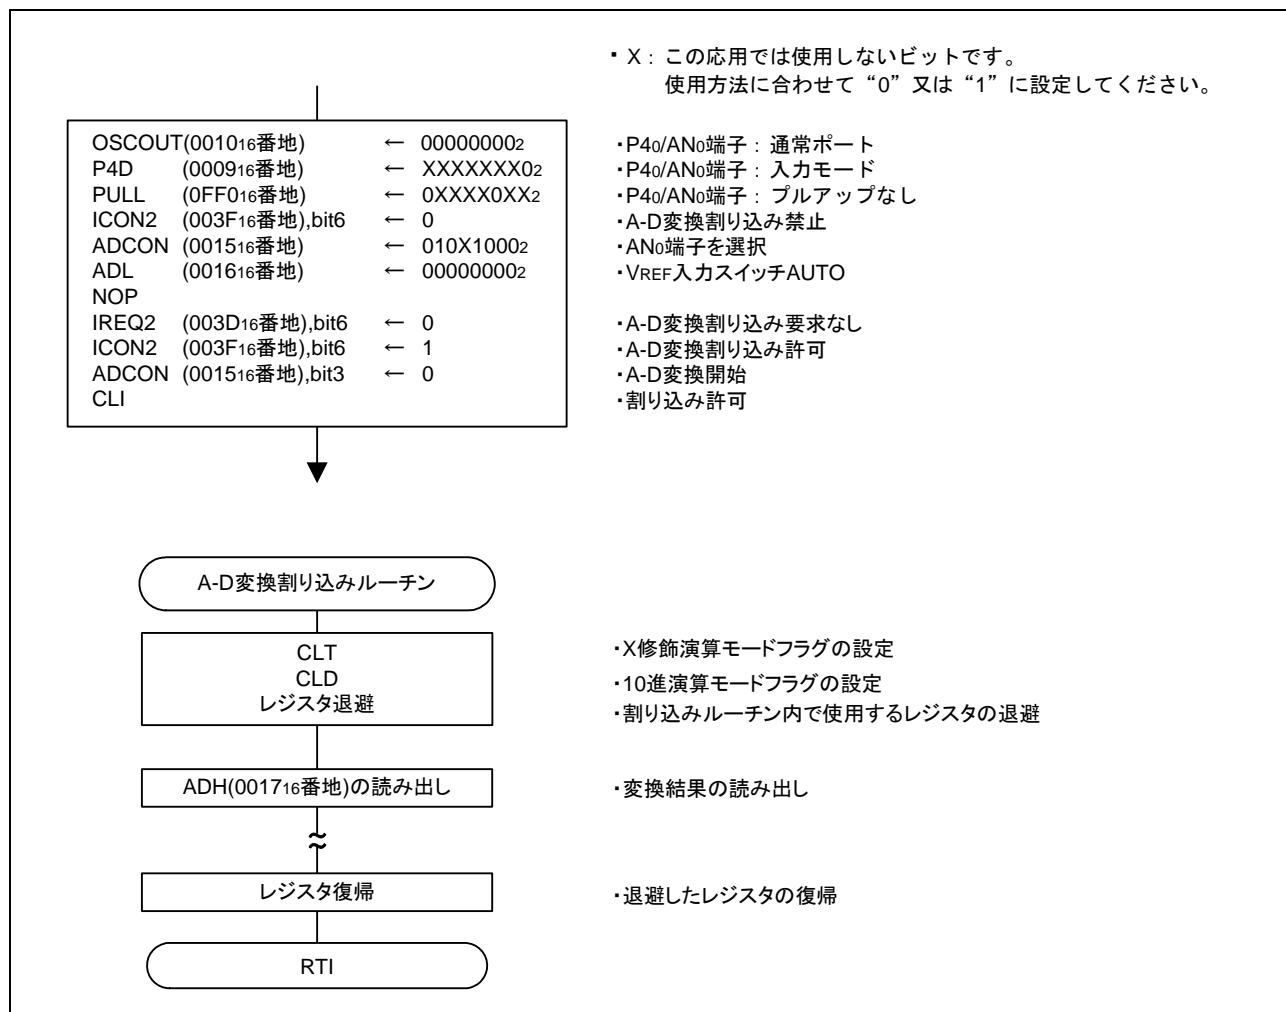 ・ X : この応用では使用しないビットです。
使用方法に合わせて“0”又は“1”に設定してください。
OSCOUT(001016番地) ← 000000002 ・P40/AN0端子 : 通常ポート
P4D (000916番地) ← XXXXXXX02 ・P40/AN0端子 : 入力モード
PULL (0FF016番地) ← 0XXXX0XX2 ・P40/AN0端子 : プルアップなし
ICON2 (003F16番地),bit6 ← 0 ・A-D変換割り込み禁止
ADCON (001516番地) ← 010X10002 ・AN0端子を選択
ADL (001616番地) ← 000000002 ・VREF入力スイッチAUTO
NOP
IREQ2 (003D16番地),bit6 ← 0 ・A-D変換割り込み要求なし
ICON2 (003F16番地),bit6 ← 1 ・A-D変換割り込み許可
ADCON (001516番地),bit3 ← 0 ・A-D変換開始
CLI ・割り込み許可
A-D変換割り込みルーチン
CLT ・X修飾演算モードフラグの設定
CLD ・10進演算モードフラグの設定
レジスタ退避 ・割り込みルーチン内で使用するレジスタの退避
ADH(001716番地)の読み出し ・変換結果の読み出し
レジスタ復帰 ・退避したレジスタの復帰
RTI